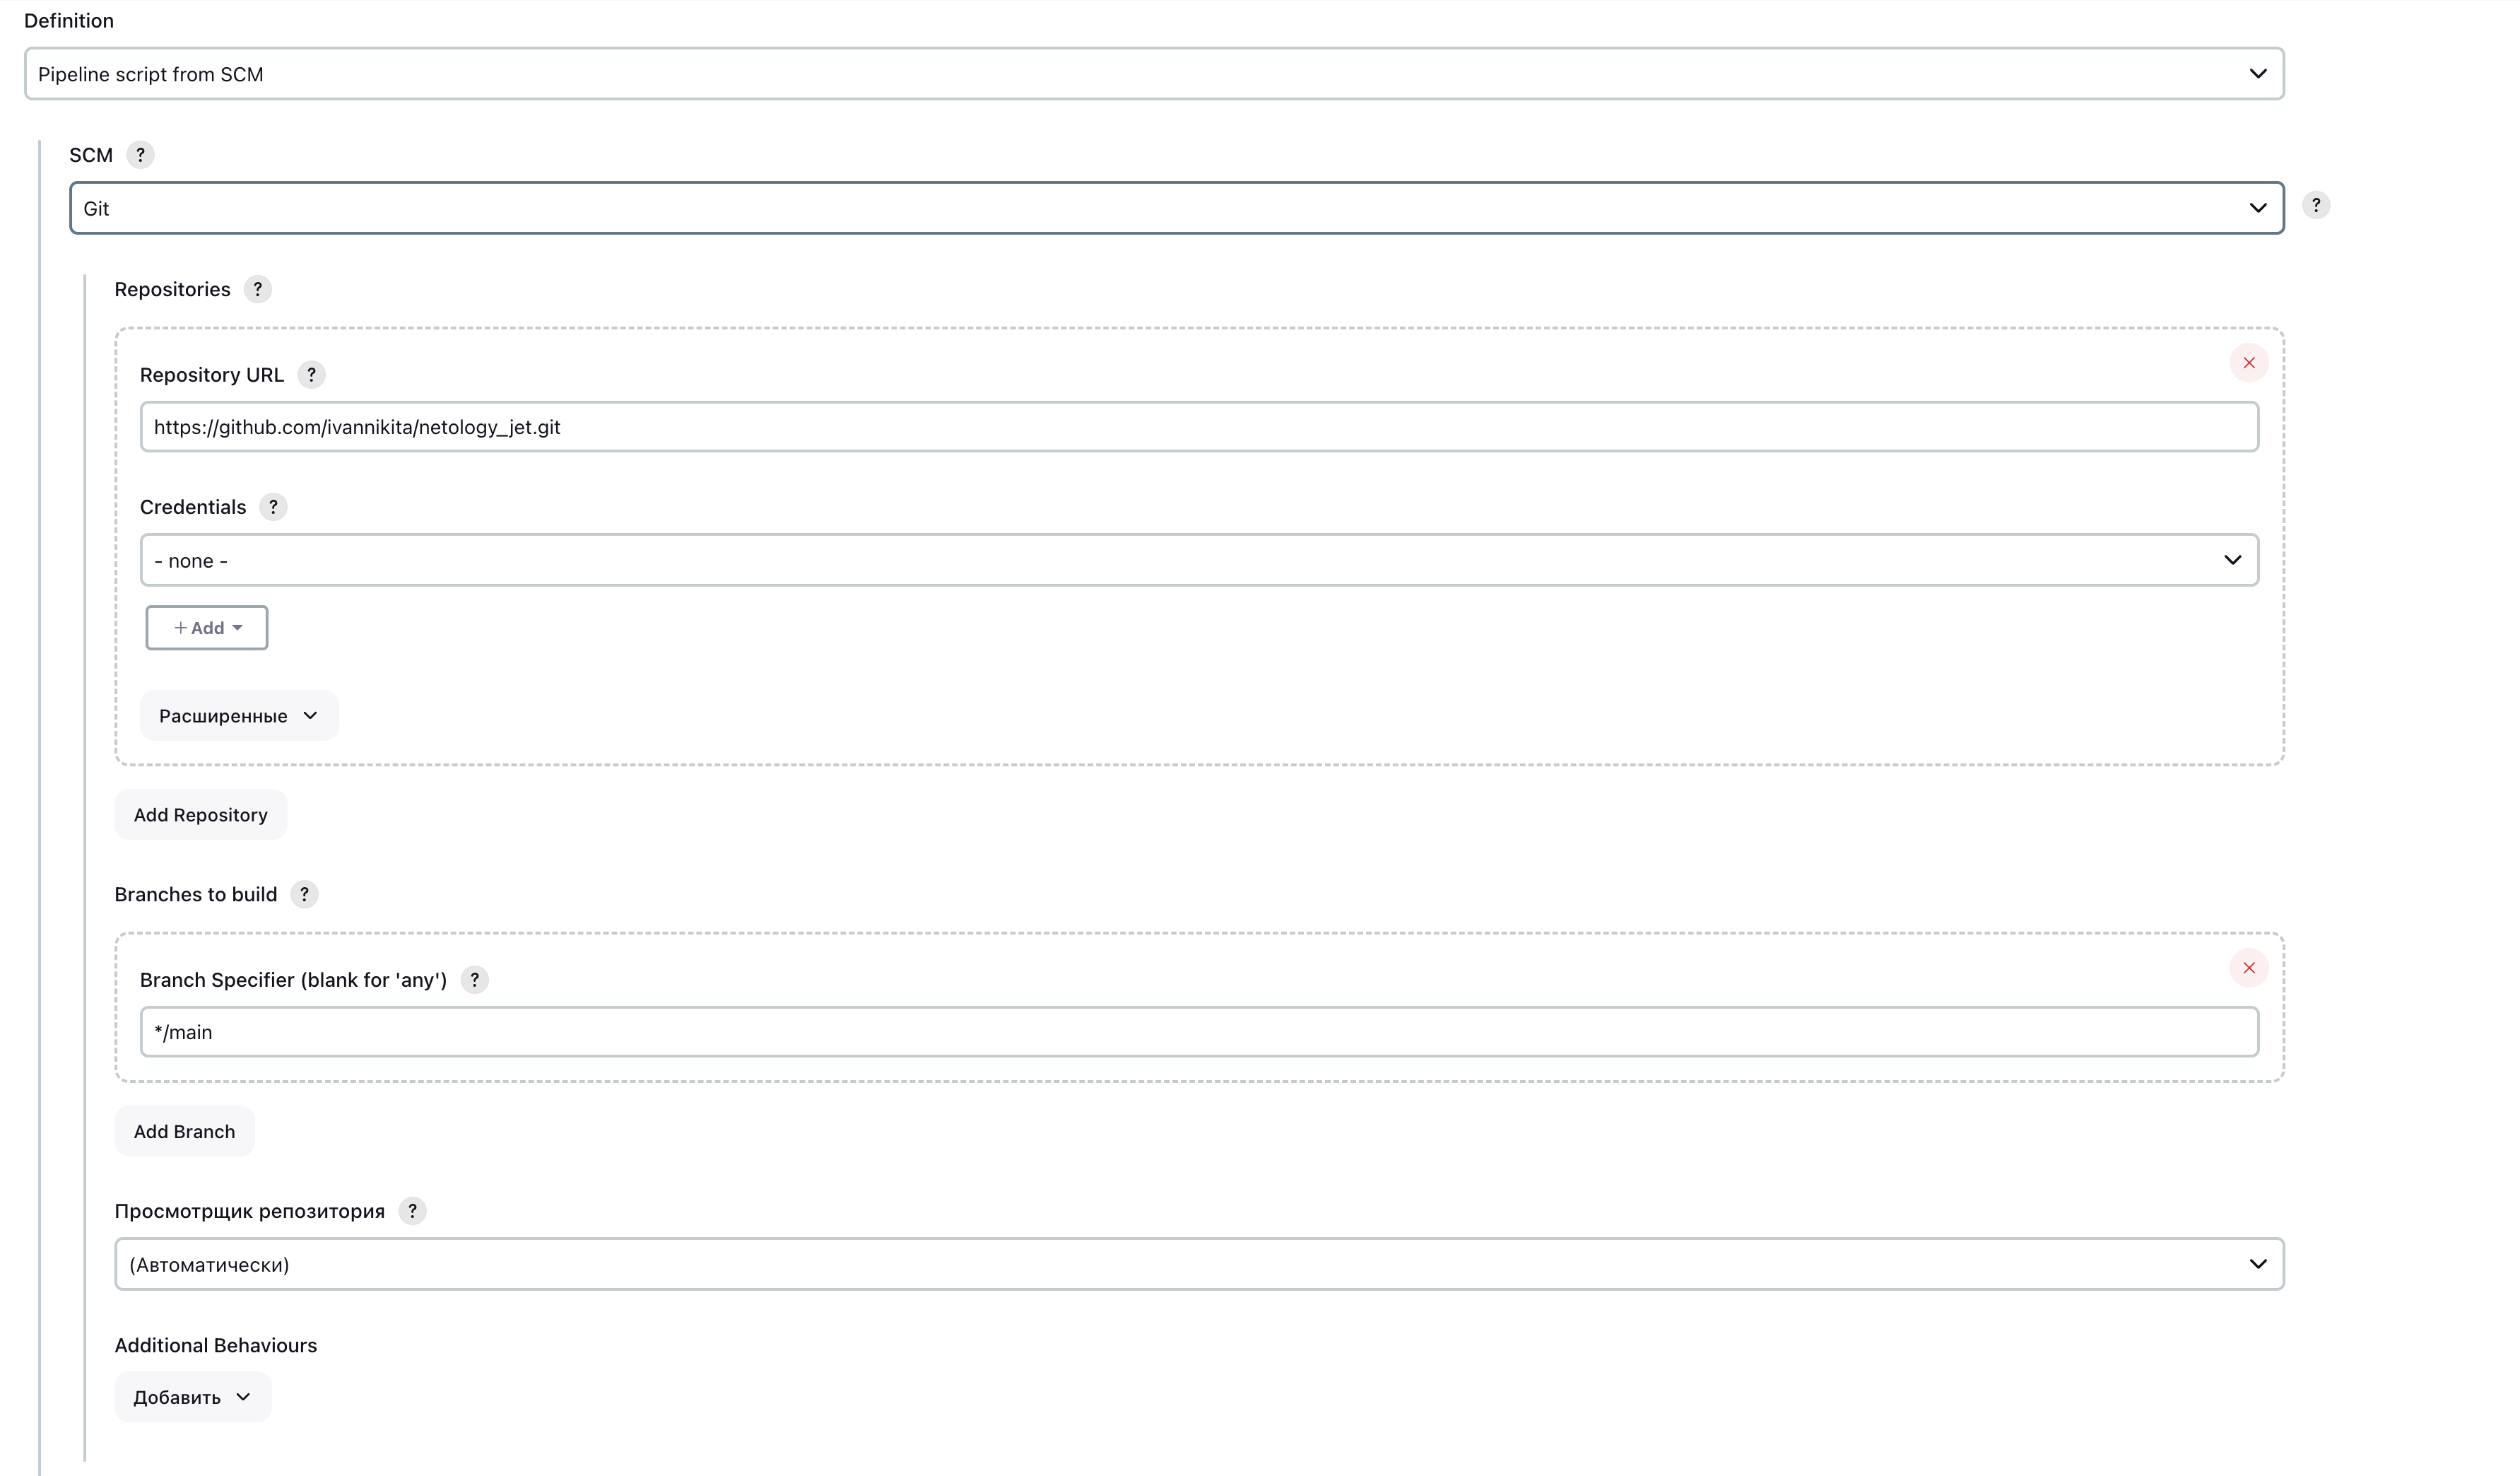 Definition
Pipeline script from SCM
SCM ?
Git
?
Repositories ?
Repository URL ?
https://github.com/ivannikita/netology_jet.git
Credentials ?
- none -
+ Add
Расширенные
Add Repository
Branches to build ?
Branch Specifier (blank for 'any') ?
*/main
Add Branch
Просмотрщик репозитория ?
(Автоматически)
Additional Behaviours
Добавить